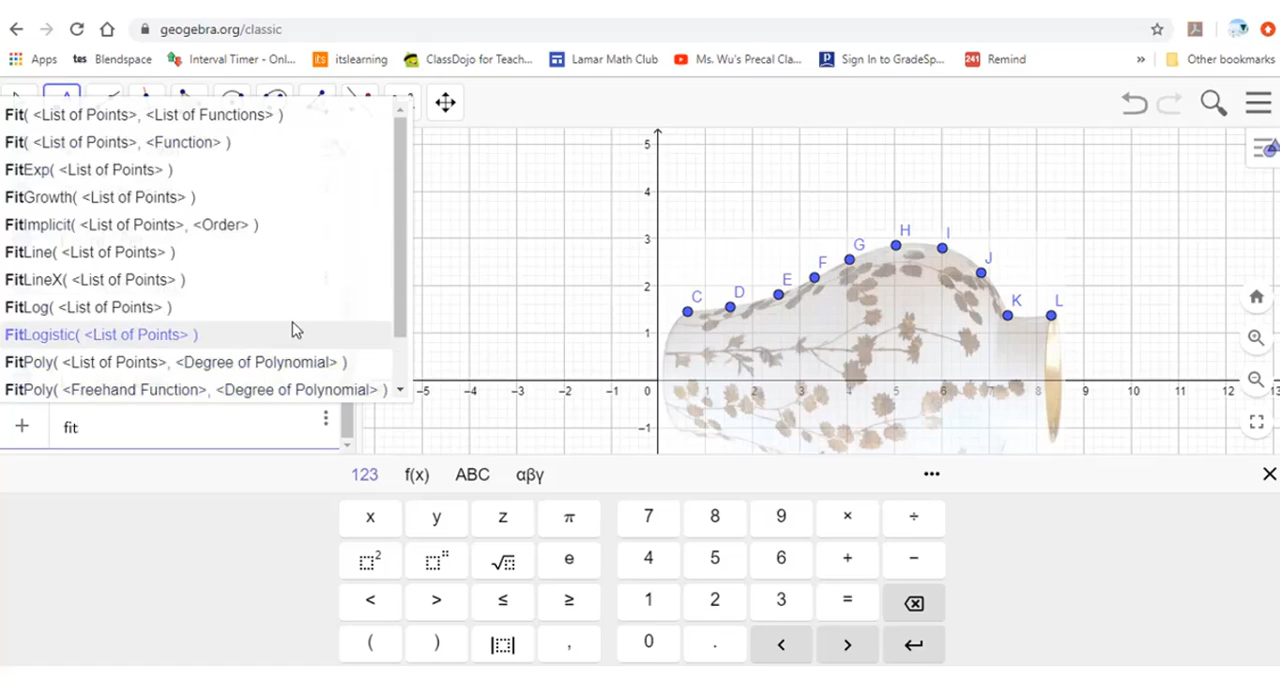 geogebra.org/classic
Apps
tes Blendspace
Interval Timer - Onl...
its itslearning
ClassDojo for Teach...
Lamar Math Club
Ms. Wu's Precal Cla...
P Sign In to GradeSp...
241 Remind
»
Other bookmarks
Fit( <List of Points>, <List of Functions> )
Fit( <List of Points>, <Function> )
FitExp( <List of Points> )
FitGrowth( <List of Points> )
FitImplicit( <List of Points>, <Order> )
FitLine( <List of Points> )
FitLineX( <List of Points> )
FitLog( <List of Points> )
FitLogistic( <List of Points> )
FitPoly( <List of Points>, <Degree of Polynomial> )
FitPoly( <Freehand Function>, <Degree of Polynomial> )
+ fit
5
4
3
2
1
−1
−5 −4 −3 −2 −1 0 1 2 3 4 5 6 7 8 9 10 11 12 13
C D E F G H I J K L
123 f(x) ABC αβγ •••
x y z π 7 8 9 × ÷
2 √ e 4 5 6 + −
< > ≤ ≥ 1 2 3 =
( ) , 0 . < >